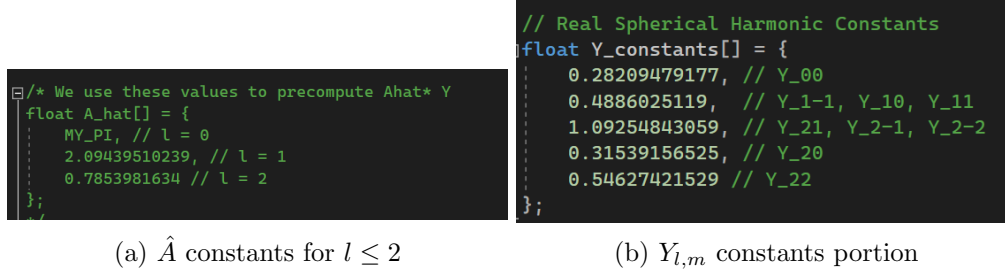 /* We use these values to precompute Ahat* Y
float A_hat[] = {
MY_PI, // l = 0
2.09439510239, // l = 1
0.7853981634 // l = 2
};
*/
(a) Â constants for l ≤ 2
// Real Spherical Harmonic Constants
float Y_constants[] = {
0.28209479177, // Y_00
0.4886025119, // Y_1-1, Y_10, Y_11
1.09254843059, // Y_21, Y_2-1, Y_2-2
0.31539156525, // Y_20
0.54627421529 // Y_22
};
(b) Yl,m constants portion